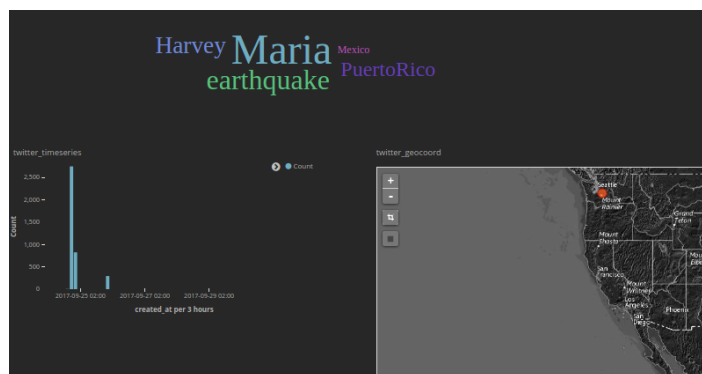 Harvey Maria Mexico
earthquake PuertoRico
twitter_timeseries
Count
2,500
2,000
1,500
1,000
500
0
Count
2017-09-25 02:00 2017-09-27 02:00 2017-09-29 02:00
created_at per 3 hours
twitter_geocoord
+
-
Seattle
Mount
Rainier
Grand
Teton
Mount
Shasta
San
Francisco
Mount
Whitney
Los
Angeles
San
Diego
Phoenix